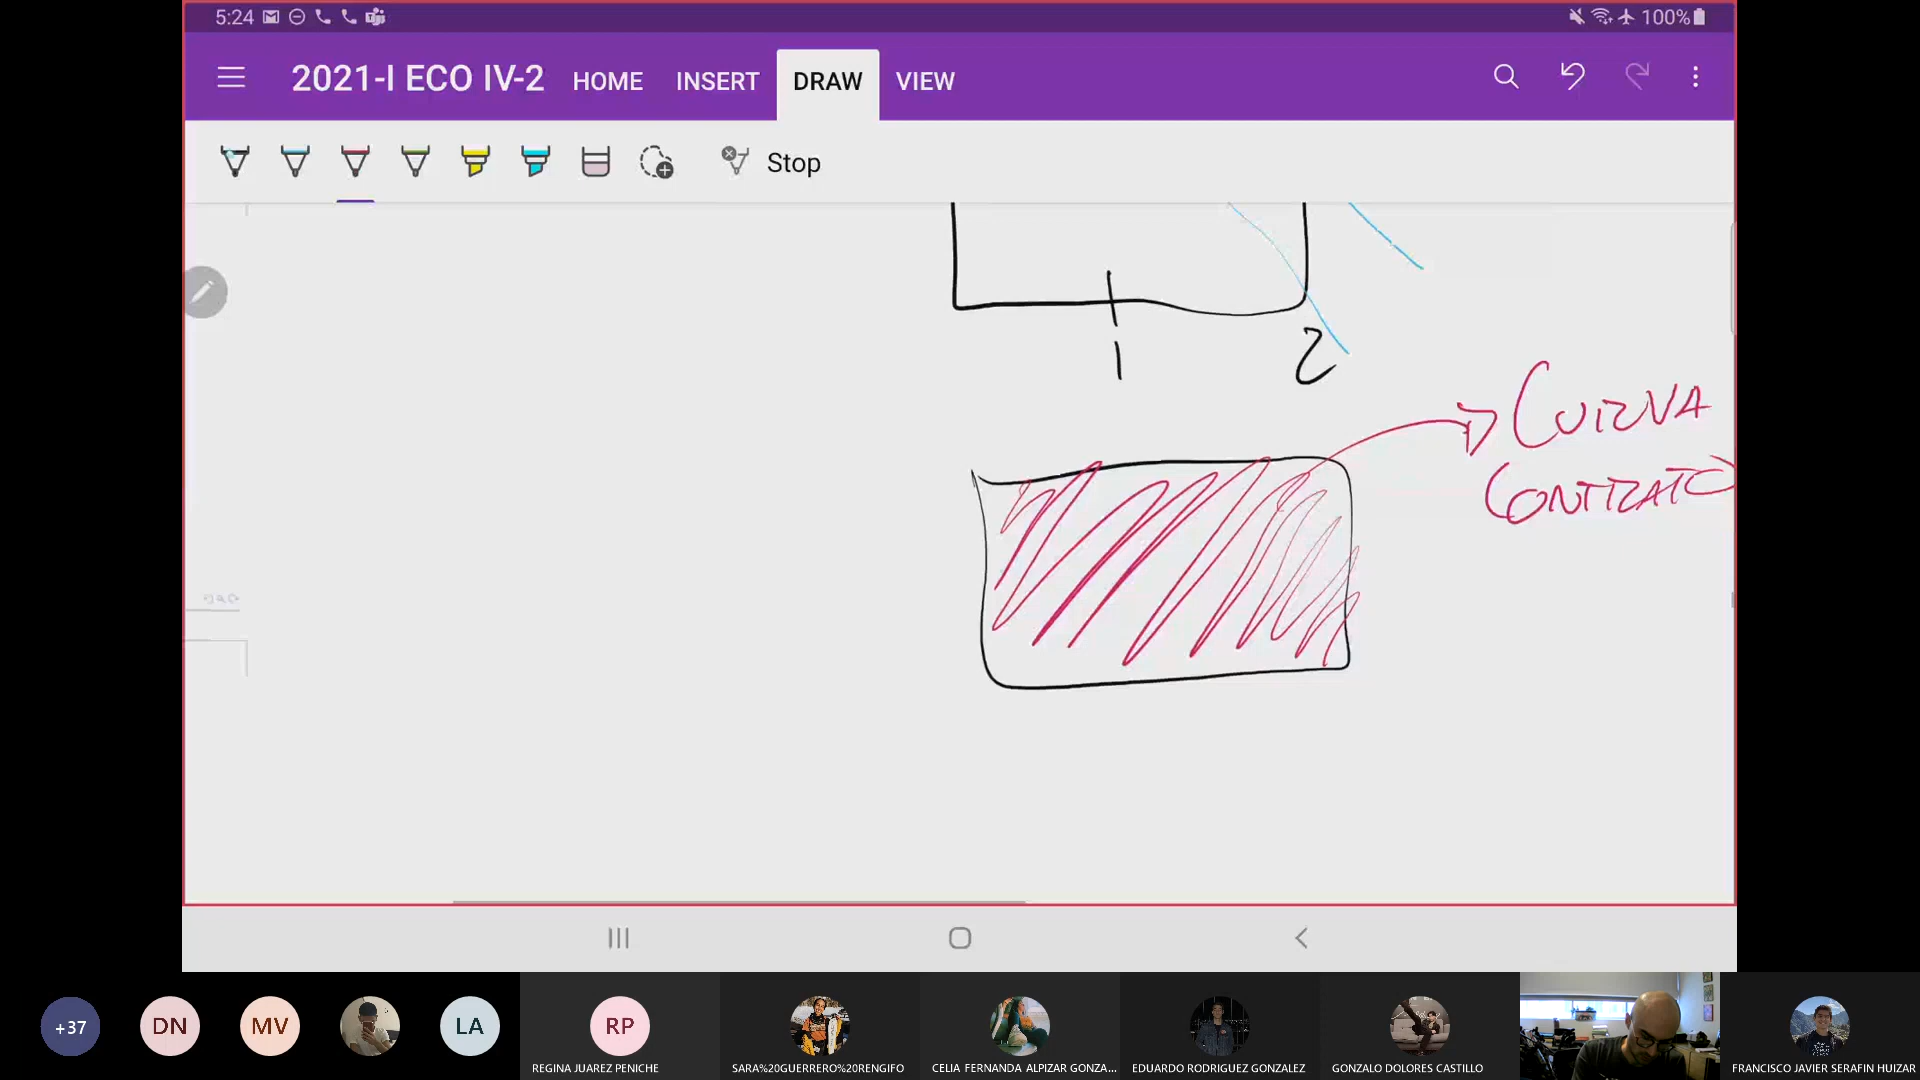 5:24
100%
2021-I ECO IV-2 HOME INSERT DRAW VIEW
Stop
1 2
CURVA
CONTRATO
+37 DN MV LA RP
REGINA JUAREZ PENICHE SARA%20GUERRERO%20RENGIFO CELIA FERNANDA ALPIZAR GONZA... EDUARDO RODRIGUEZ GONZALEZ GONZALO DOLORES CASTILLO FRANCISCO JAVIER SERAFIN HUIZAR